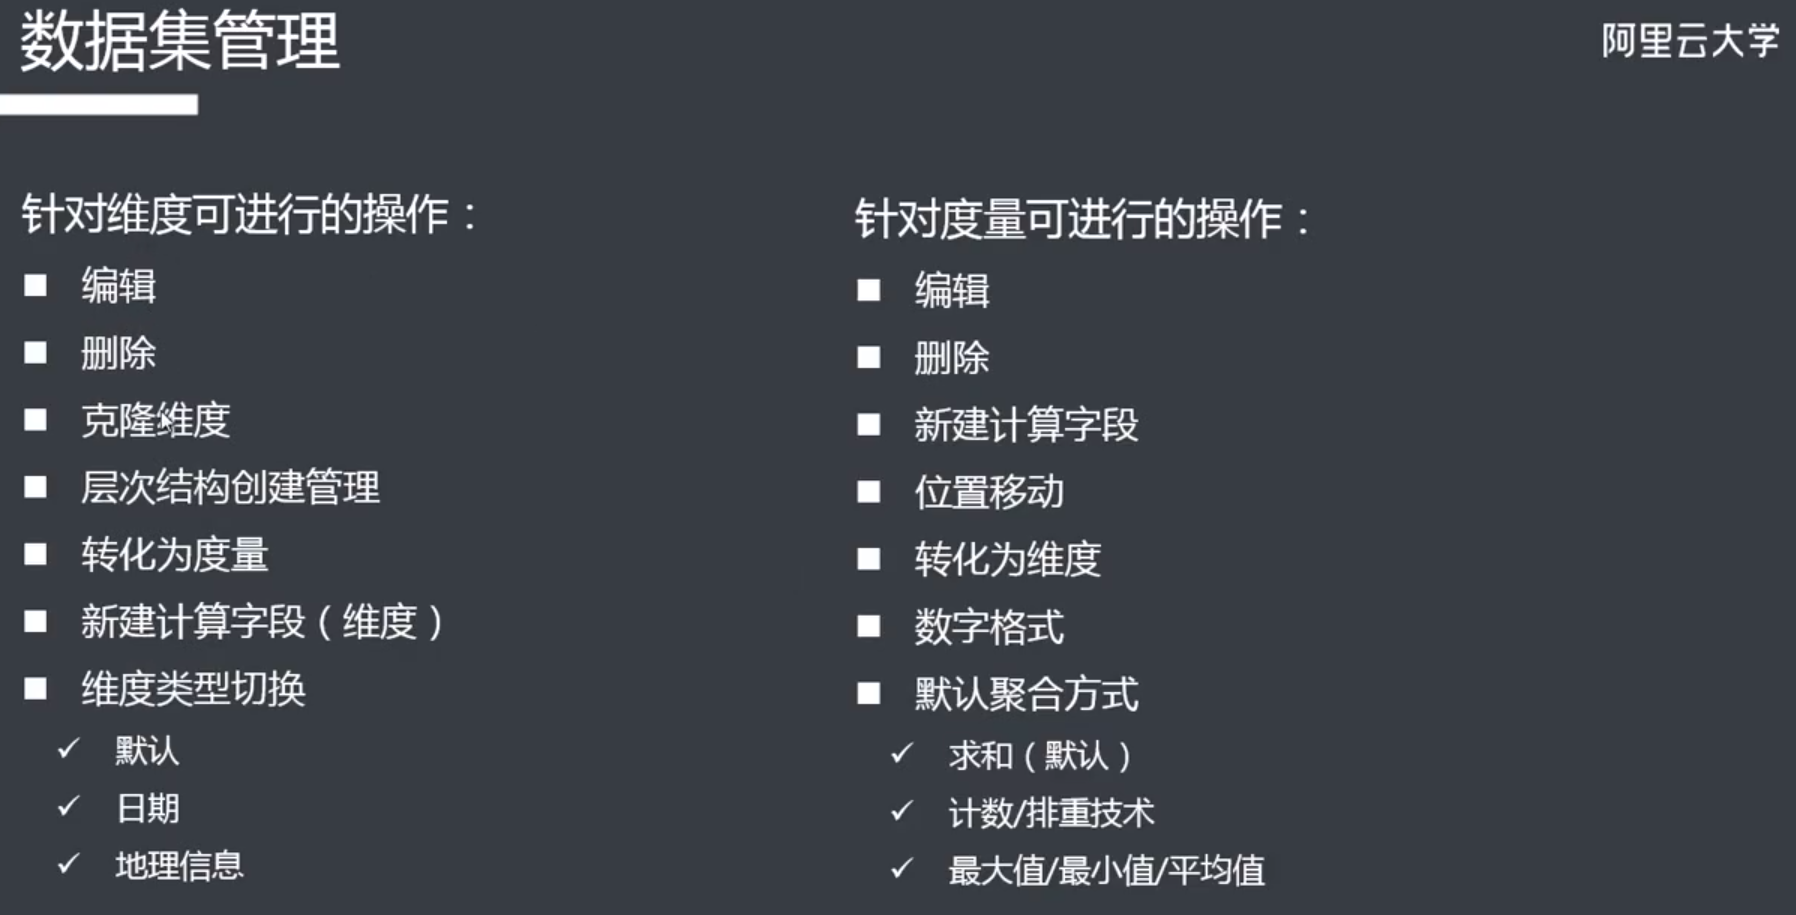 数据集管理
阿里云大学
针对维度可进行的操作：
编辑
删除
克隆维度
层次结构创建管理
转化为度量
新建计算字段（维度）
维度类型切换
默认
日期
地理信息
针对度量可进行的操作：
编辑
删除
新建计算字段
位置移动
转化为维度
数字格式
默认聚合方式
求和（默认）
计数/排重技术
最大值/最小值/平均值